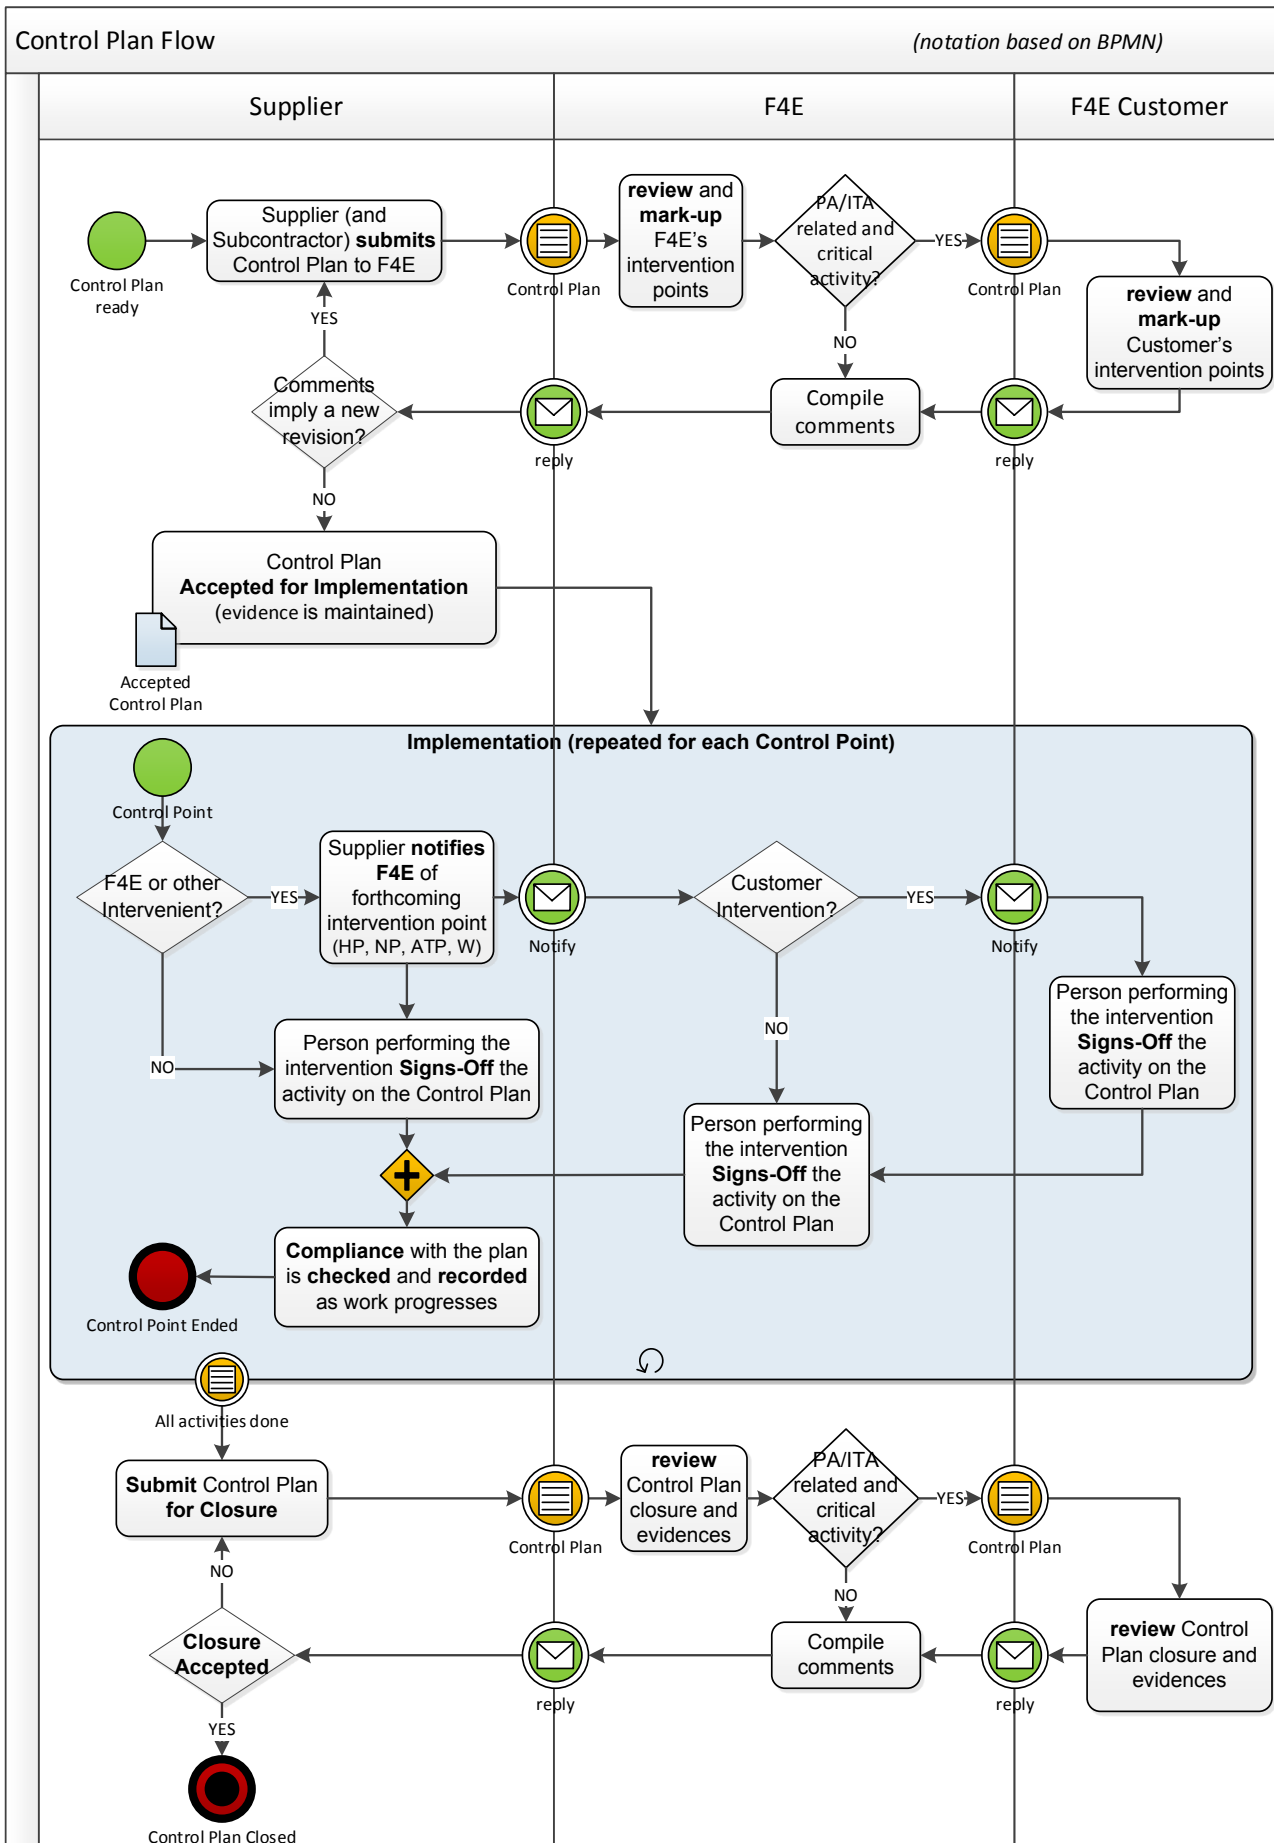 Control Plan Flow
(notation based on BPMN)
Supplier
F4E
F4E Customer
Control Plan
ready
Supplier (and
Subcontractor) submits
Control Plan to F4E
Control Plan
review and
mark-up
F4E's
intervention
points
PA/ITA
related and
critical
activity?
YES
Control Plan
review and
mark-up
Customer's
intervention points
NO
YES
Comments
imply a new
revision?
reply
Compile
comments
reply
NO
Control Plan
Accepted for Implementation
(evidence is maintained)
Accepted
Control Plan
Implementation (repeated for each Control Point)
Control Point
F4E or other
Intervenient?
YES
Supplier notifies
F4E of
forthcoming
intervention point
(HP, NP, ATP, W)
Notify
Customer
Intervention?
YES
Notify
Person performing
the intervention
Signs-Off the
activity on the
Control Plan
NO
NO
Person performing the
intervention Signs-Off the
activity on the Control Plan
Person performing
the intervention
Signs-Off the
activity on the
Control Plan
Compliance with the plan
is checked and recorded
as work progresses
Control Point Ended
All activities done
Submit Control Plan
for Closure
Control Plan
review
Control Plan
closure and
evidences
PA/ITA
related and
critical
activity?
YES
Control Plan
NO
NO
Closure
Accepted
reply
Compile
comments
reply
review Control
Plan closure and
evidences
YES
Control Plan Closed